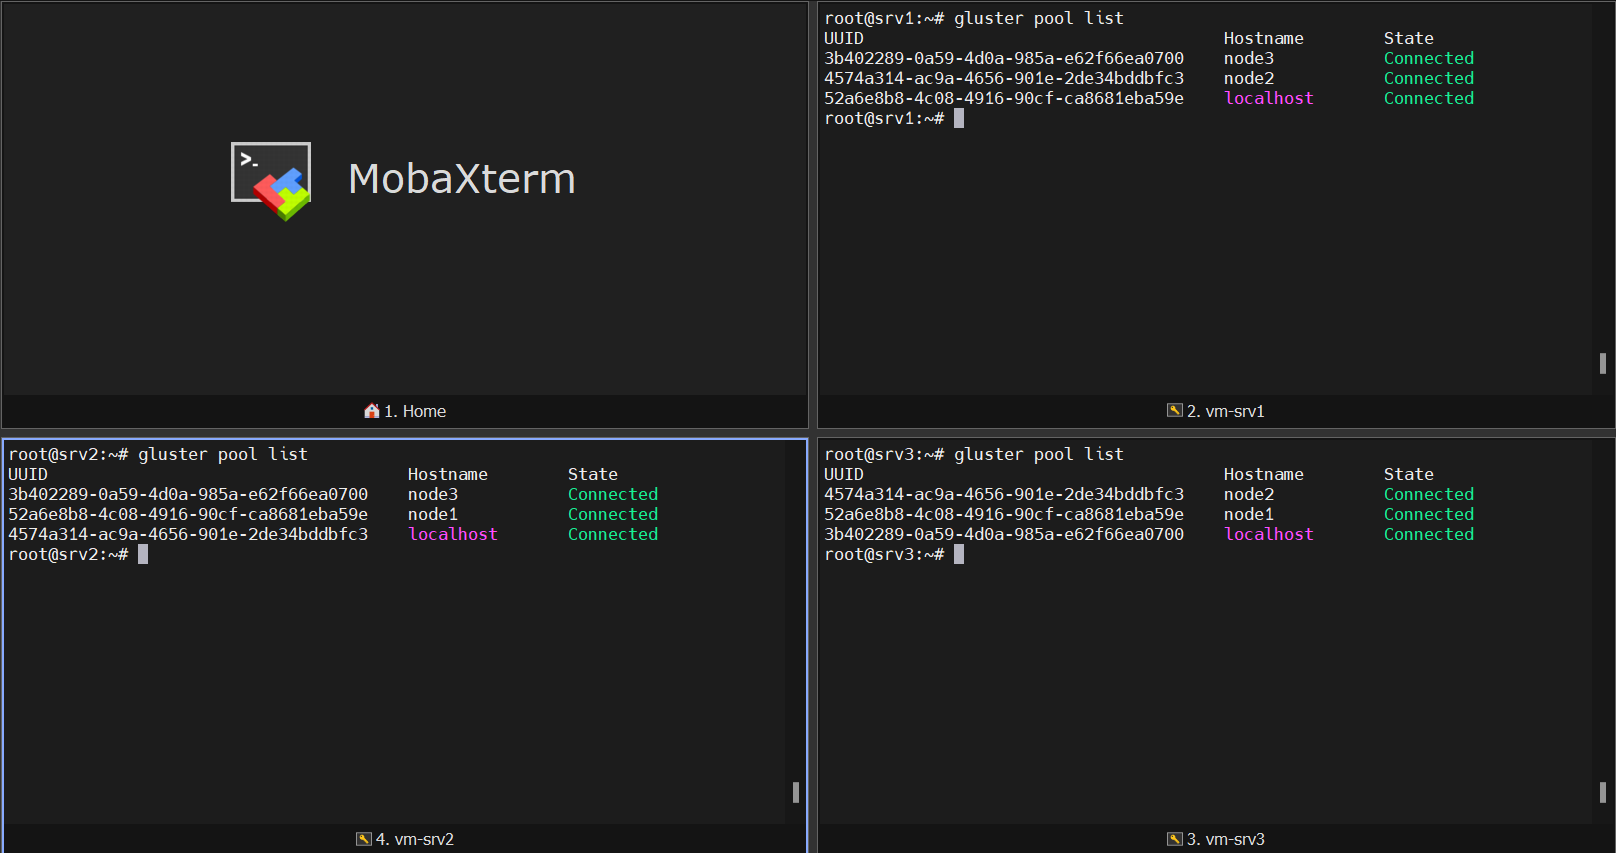 >_
MobaXterm
1. Home
root@srv1:~# gluster pool list
UUID Hostname State
3b402289-0a59-4d0a-985a-e62f66ea0700 node3 Connected
4574a314-ac9a-4656-901e-2de34bddbfc3 node2 Connected
52a6e8b8-4c08-4916-90cf-ca8681eba59e localhost Connected
root@srv1:~#
2. vm-srv1
root@srv2:~# gluster pool list
UUID Hostname State
3b402289-0a59-4d0a-985a-e62f66ea0700 node3 Connected
52a6e8b8-4c08-4916-90cf-ca8681eba59e node1 Connected
4574a314-ac9a-4656-901e-2de34bddbfc3 localhost Connected
root@srv2:~#
4. vm-srv2
root@srv3:~# gluster pool list
UUID Hostname State
4574a314-ac9a-4656-901e-2de34bddbfc3 node2 Connected
52a6e8b8-4c08-4916-90cf-ca8681eba59e node1 Connected
3b402289-0a59-4d0a-985a-e62f66ea0700 localhost Connected
root@srv3:~#
3. vm-srv3